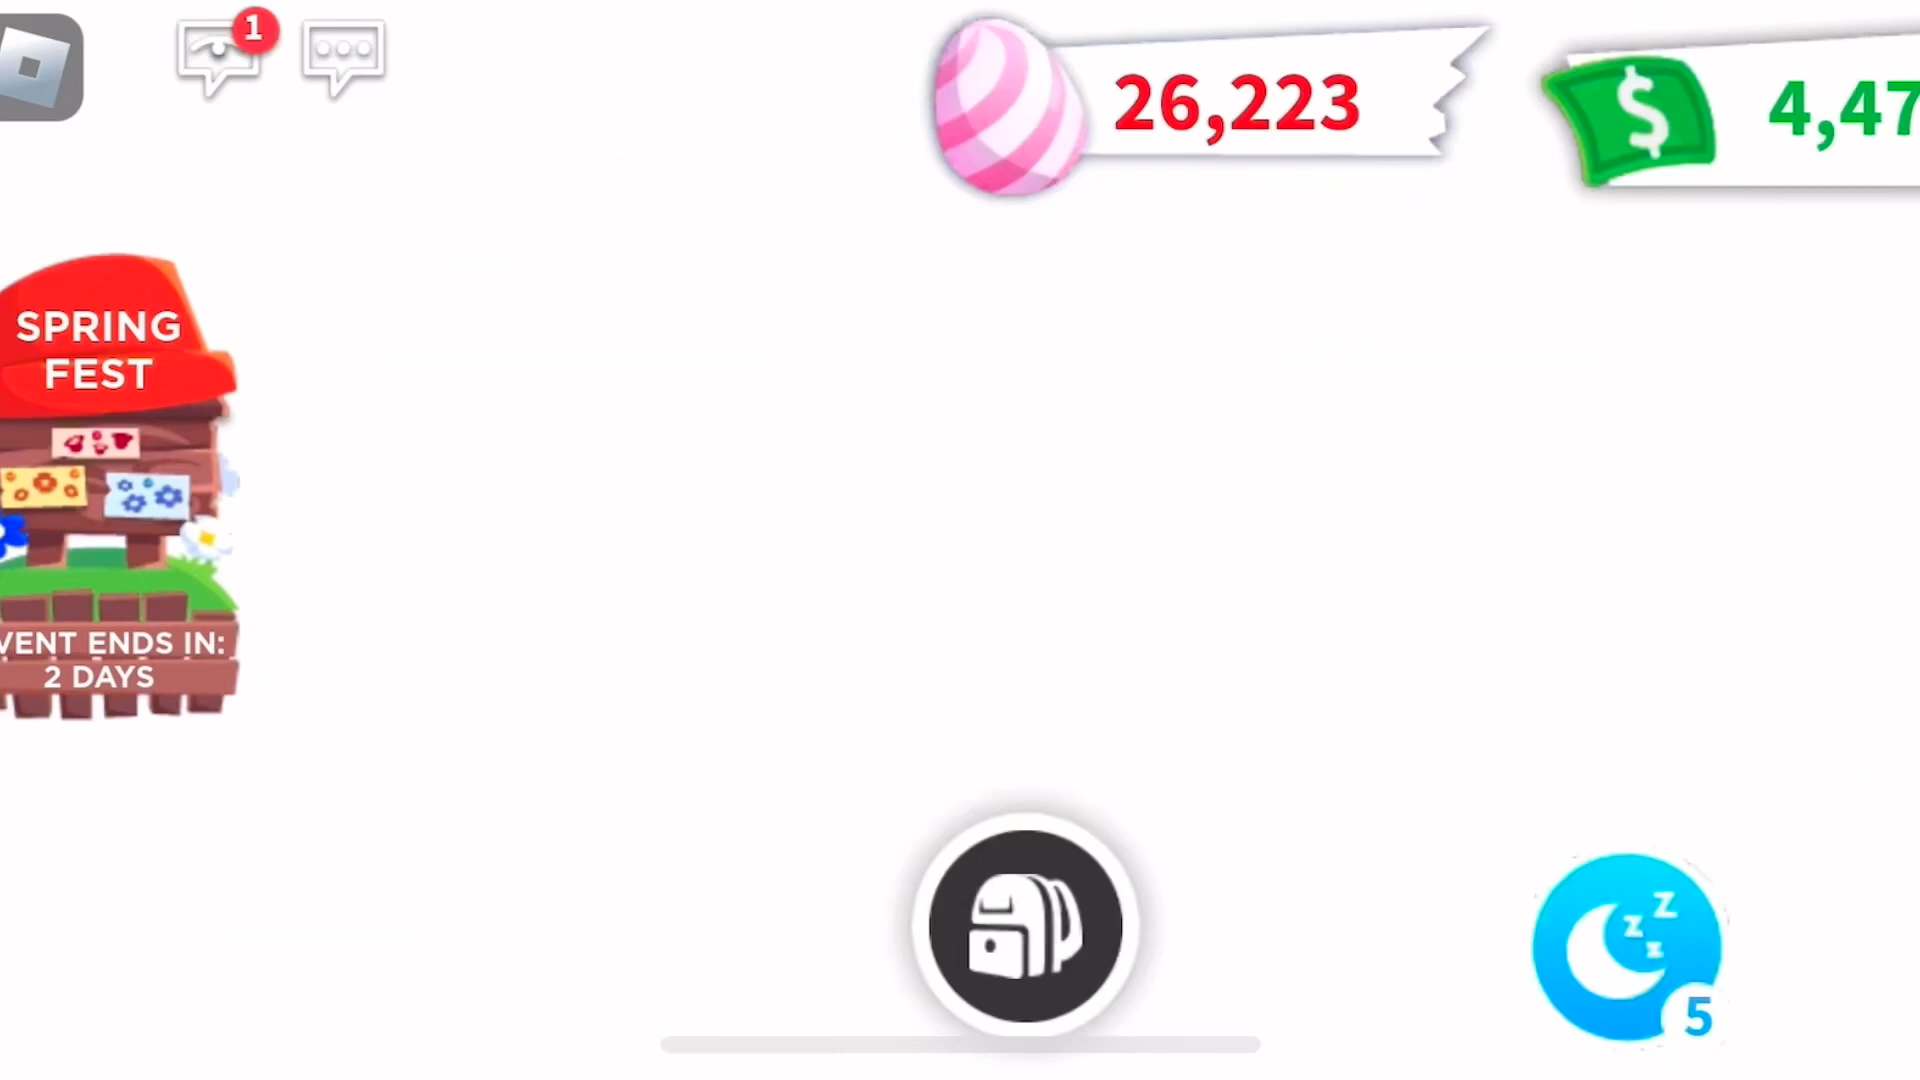 1
26,223
4,47
SPRING
FEST
VENT ENDS IN:
2 DAYS
z z z
5